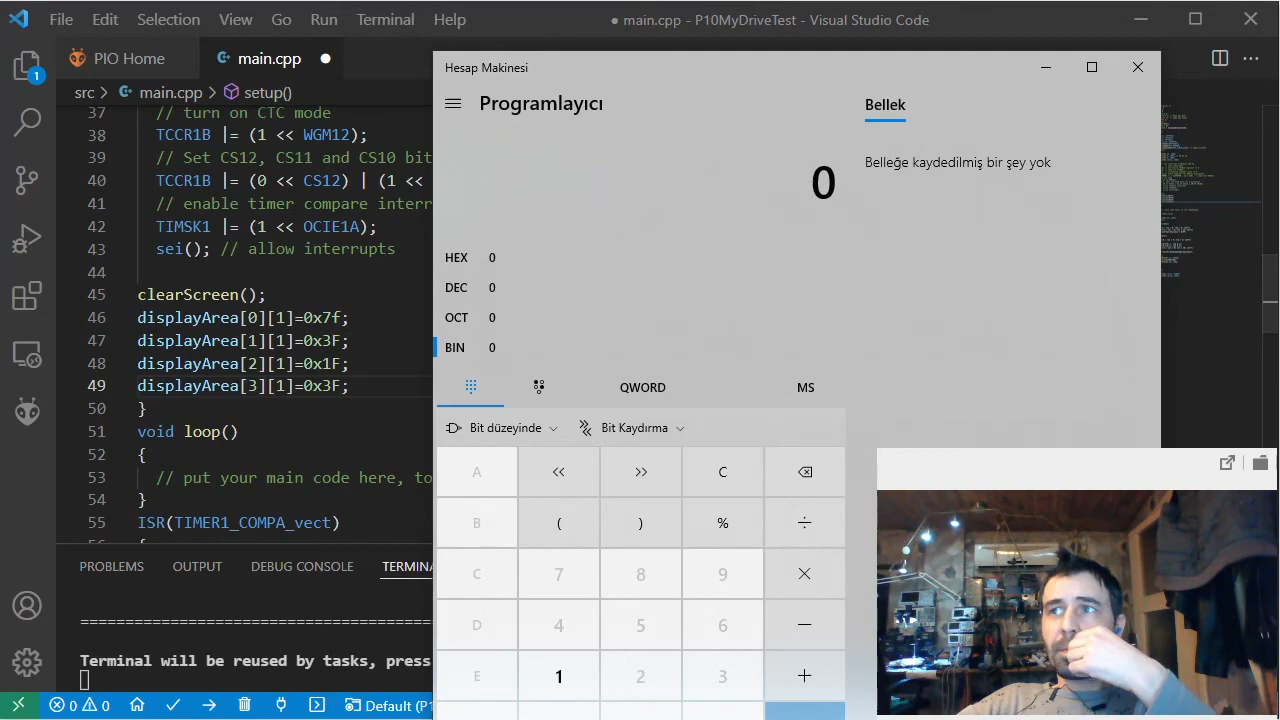 File Edit Selection View Go Run Terminal Help
● main.cpp - P10MyDriveTest - Visual Studio Code
PIO Home
main.cpp
src > main.cpp > setup()
1
37 // turn on CTC mode
38 TCCR1B |= (1 << WGM12);
39 // Set CS12, CS11 and CS10 bit
40 TCCR1B |= (0 << CS12) | (1 <<
41 // enable timer compare interr
42 TIMSK1 |= (1 << OCIE1A);
43 sei(); // allow interrupts
44
45 clearScreen();
46 displayArea[0][1]=0x7f;
47 displayArea[1][1]=0x3F;
48 displayArea[2][1]=0x1F;
49 displayArea[3][1]=0x3F;
50 }
51 void loop()
52 {
53 // put your main code here, to
54 }
55 ISR(TIMER1_COMPA_vect)
PROBLEMS OUTPUT DEBUG CONSOLE TERMINA
=======================================
Terminal will be reused by tasks, press
0 0 Default (P1
Hesap Makinesi
Programlayıcı
Bellek
Belleğe kaydedilmiş bir şey yok
0
HEX 0
DEC 0
OCT 0
BIN 0
QWORD MS
Bit düzeyinde Bit Kaydırma
A << >> C
B ( ) % ÷
C 7 8 9 ×
D 4 5 6 −
E 1 2 3 +